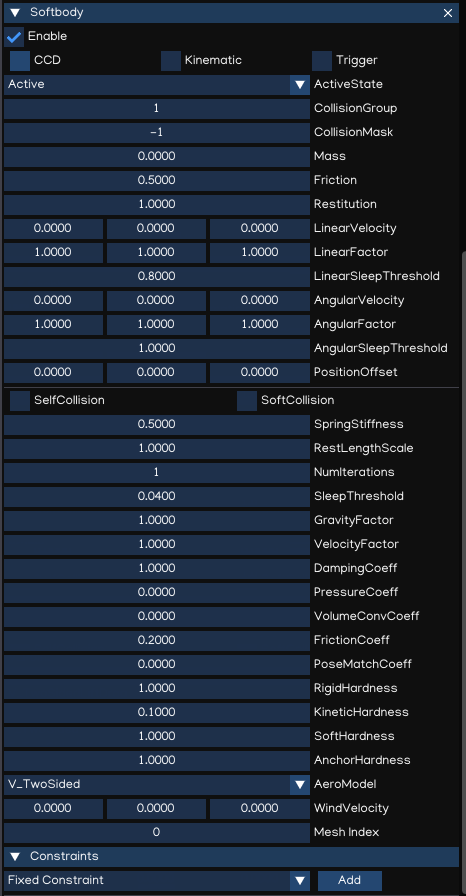 Softbody
Enable
CCD Kinematic Trigger
Active ActiveState
1 CollisionGroup
-1 CollisionMask
0.0000 Mass
0.5000 Friction
1.0000 Restitution
0.0000 0.0000 0.0000 LinearVelocity
1.0000 1.0000 1.0000 LinearFactor
0.8000 LinearSleepThreshold
0.0000 0.0000 0.0000 AngularVelocity
1.0000 1.0000 1.0000 AngularFactor
1.0000 AngularSleepThreshold
0.0000 0.0000 0.0000 PositionOffset
SelfCollision SoftCollision
0.5000 SpringStiffness
1.0000 RestLengthScale
1 NumIterations
0.0400 SleepThreshold
1.0000 GravityFactor
1.0000 VelocityFactor
1.0000 DampingCoeff
0.0000 PressureCoeff
0.0000 VolumeConvCoeff
0.2000 FrictionCoeff
0.0000 PoseMatchCoeff
1.0000 RigidHardness
0.1000 KineticHardness
1.0000 SoftHardness
1.0000 AnchorHardness
V_TwoSided AeroModel
0.0000 0.0000 0.0000 WindVelocity
0 Mesh Index
Constraints
Fixed Constraint Add